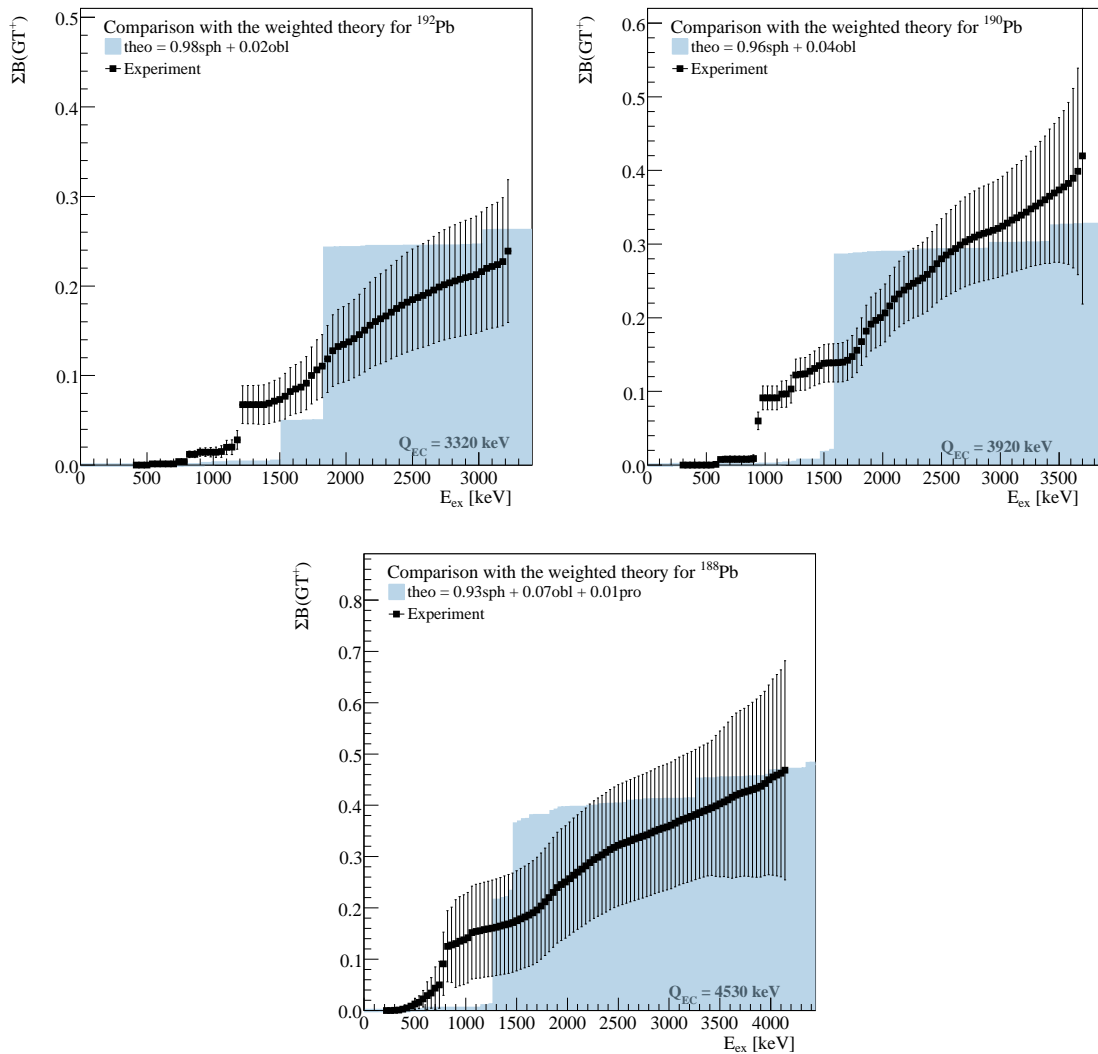 Comparison with the weighted theory for ¹⁹²Pb
theo = 0.98sph + 0.02obl
Experiment
ΣB(GT⁺)
0.5
0.4
0.3
0.2
0.1
0.0
Q_EC = 3320 keV
0 500 1000 1500 2000 2500 3000
E_ex [keV]
Comparison with the weighted theory for ¹⁹⁰Pb
theo = 0.96sph + 0.04obl
Experiment
ΣB(GT⁺)
0.6
0.5
0.4
0.3
0.2
0.1
0.0
Q_EC = 3920 keV
0 500 1000 1500 2000 2500 3000 3500
E_ex [keV]
Comparison with the weighted theory for ¹⁸⁸Pb
theo = 0.93sph + 0.07obl + 0.01pro
Experiment
ΣB(GT⁺)
0.8
0.7
0.6
0.5
0.4
0.3
0.2
0.1
0.0
Q_EC = 4530 keV
0 500 1000 1500 2000 2500 3000 3500 4000
E_ex [keV]